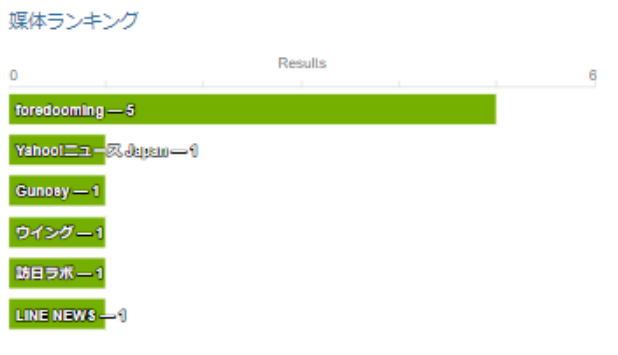 媒体ランキング
Results
0 6
foredooming — 5
Yahoo!ニュース Japan — 1
Gunosy — 1
ウイング — 1
訪日ラボ — 1
LINE NEWS — 1